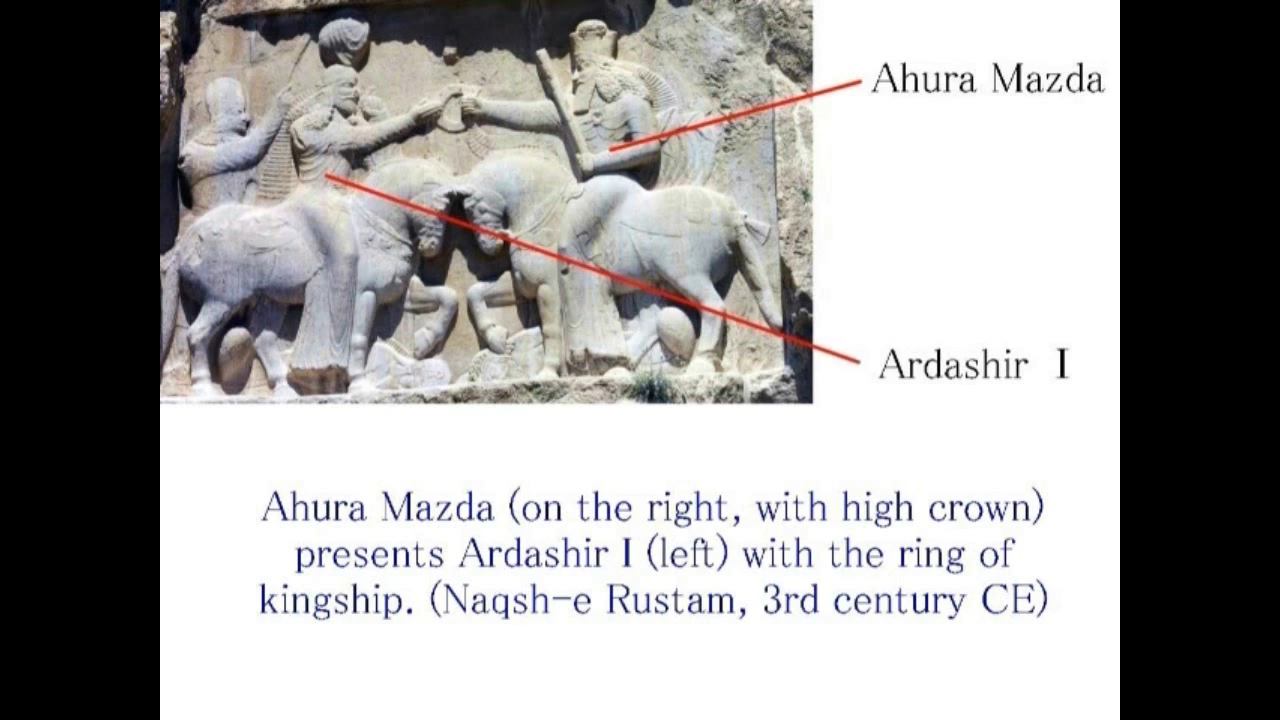 Ahura Mazda
Ardashir I
Ahura Mazda (on the right, with high crown)
presents Ardashir I (left) with the ring of
kingship. (Naqsh-e Rustam, 3rd century CE)